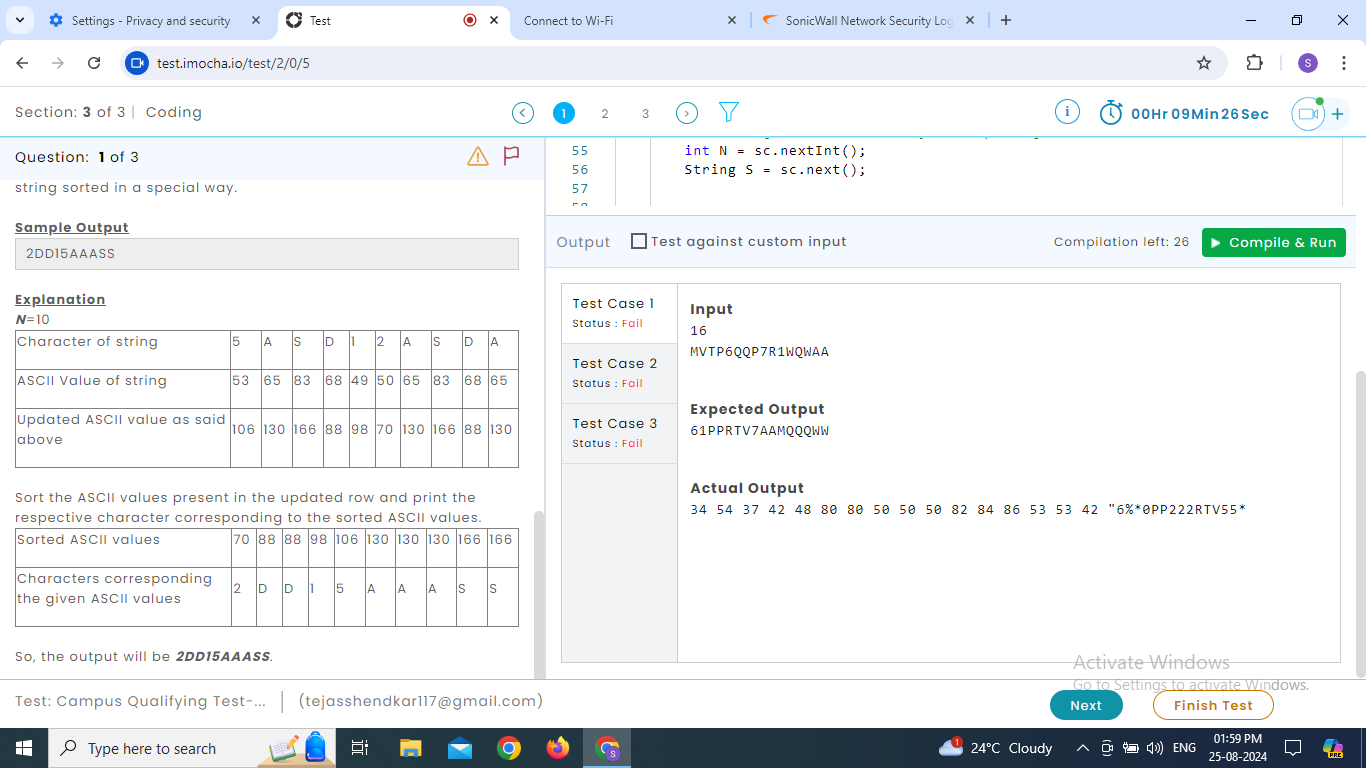 Settings - Privacy and security
Test
Connect to Wi-Fi
SonicWall Network Security Log
test.imocha.io/test/2/0/5
S
Section: 3 of 3 | Coding
1 2 3
00Hr 09Min 26Sec
Question: 1 of 3
string sorted in a special way.
Sample Output
2DD15AAASS
Explanation
N=10
Character of string 5 A S D 1 2 A S D A
ASCII Value of string 53 65 83 68 49 50 65 83 68 65
Updated ASCII value as said
above
106 130 166 88 98 70 130 166 88 130
Sort the ASCII values present in the updated row and print the
respective character corresponding to the sorted ASCII values.
Sorted ASCII values 70 88 88 98 106 130 130 130 166 166
Characters corresponding
the given ASCII values
2 D D 1 5 A A A S S
So, the output will be 2DD15AAASS.
55 int N = sc.nextInt();
56 String S = sc.next();
57
Output
Test against custom input
Compilation left: 26
Compile & Run
Test Case 1
Status : Fail
Test Case 2
Status : Fail
Test Case 3
Status : Fail
Input
16
MVTP6QQP7R1WQWAA
Expected Output
61PPRTV7AAMQQQWW
Actual Output
34 54 37 42 48 80 80 50 50 50 82 84 86 53 53 42 "6%*0PP222RTV55*
Activate Windows
Go to Settings to activate Windows.
Test: Campus Qualifying Test-... | (tejasshendkar117@gmail.com)
Next
Finish Test
Type here to search
S
1
24°C Cloudy
ENG
01:59 PM
25-08-2024
PRE